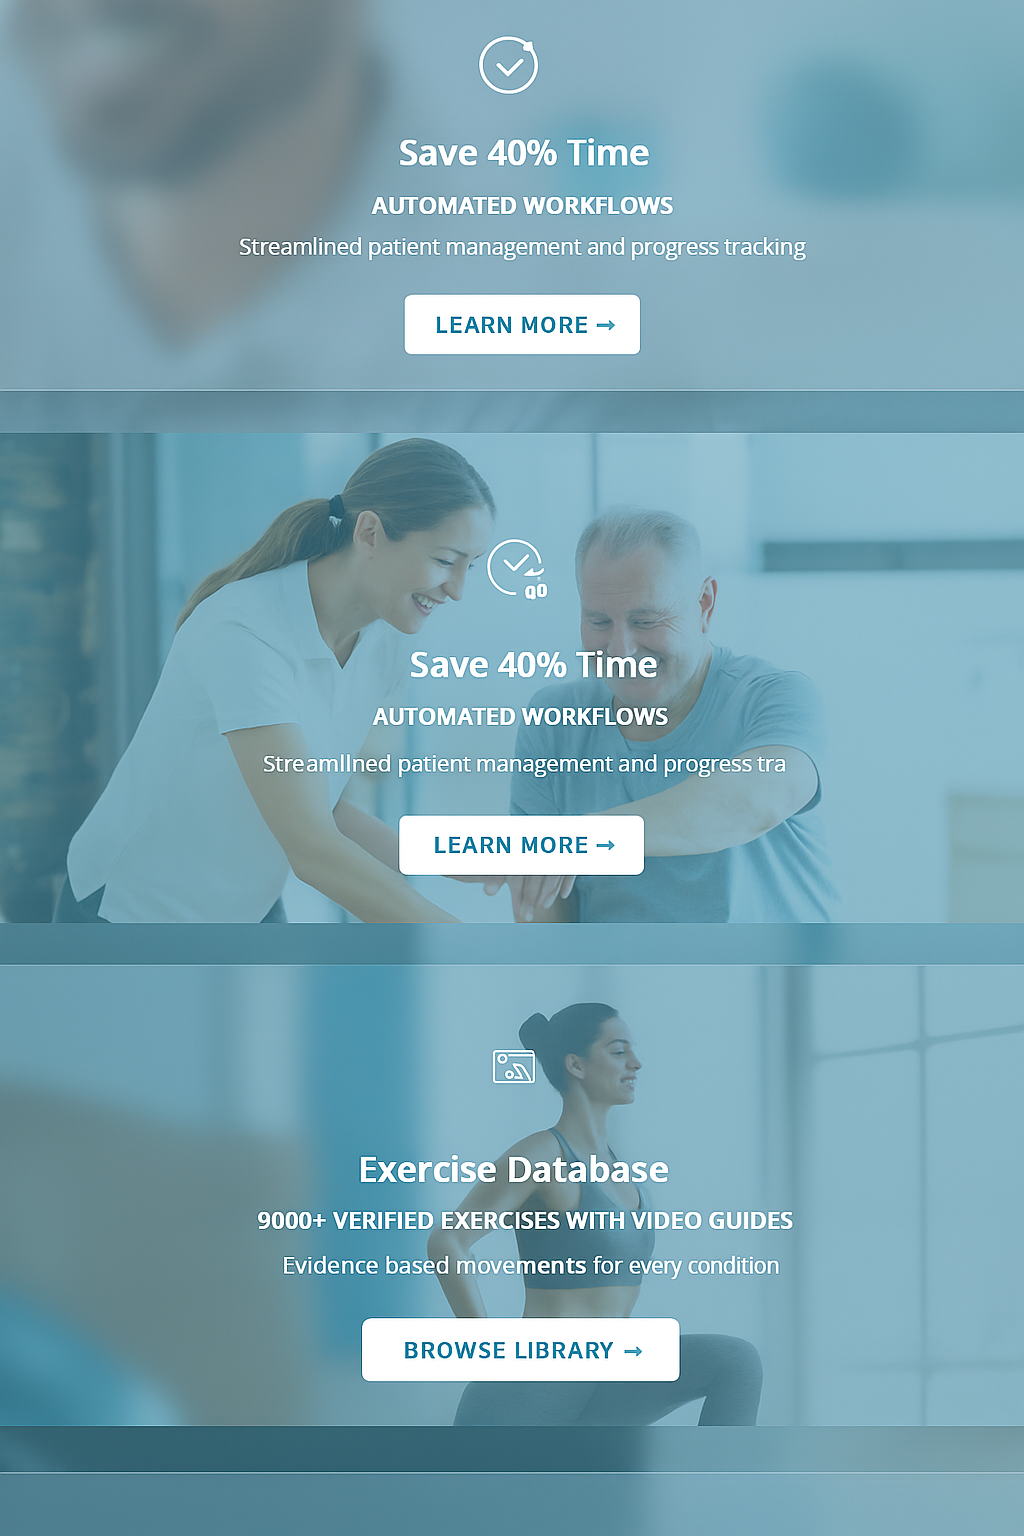 Save 40% Time
AUTOMATED WORKFLOWS
Streamlined patient management and progress tracking
LEARN MORE →
Save 40% Time
AUTOMATED WORKFLOWS
Streamllned patient management and progress tra
LEARN MORE →
Exercise Database
9000+ VERIFIED EXERCISES WITH VIDEO GUIDES
Evidence based movements for every condition
BROWSE LIBRARY →